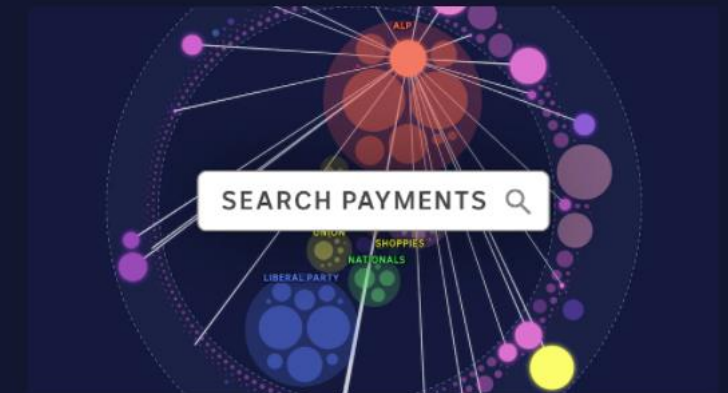 ALP
SEARCH PAYMENTS
UNION
SHOPPIES
NATIONALS
LIBERAL PARTY